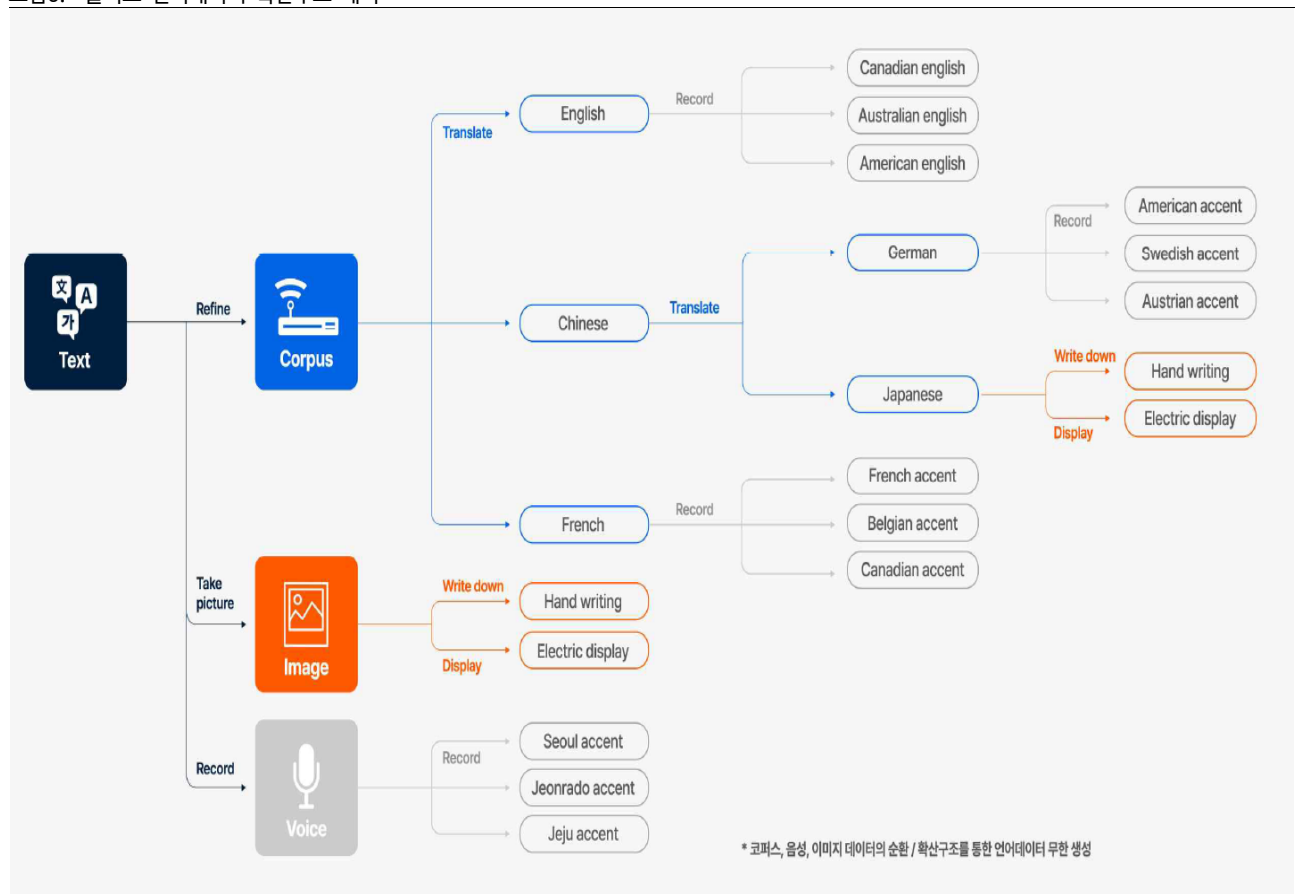 Canadian english
English
Record
Australian english
Translate
American english
American accent
Record
German
Swedish accent
文
A
가
Text
Refine
Corpus
Chinese
Translate
Austrian accent
Write down
Hand writing
Japanese
Display
Electric display
French accent
French
Record
Belgian accent
Canadian accent
Take
picture
Image
Write down
Hand writing
Display
Electric display
Record
Voice
Record
Seoul accent
Jeonrado accent
Jeju accent
* 코퍼스, 음성, 이미지 데이터의 순환 / 확산구조를 통한 언어데이터 무한 생성